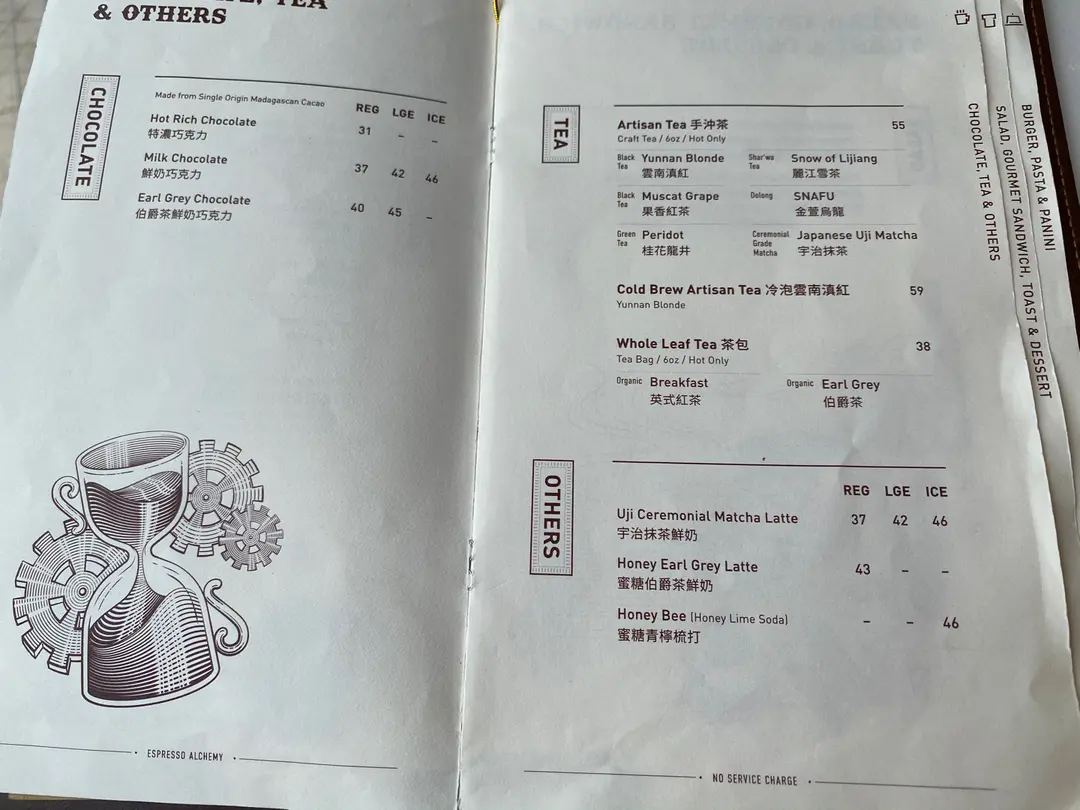 TEA
& OTHERS
CHOCOLATE
Made from Single Origin Madagascan Cacao
REG LGE ICE
Hot Rich Chocolate 31 – –
特濃巧克力
Milk Chocolate 37 42 46
鮮奶巧克力
Earl Grey Chocolate 40 45 –
伯爵茶鮮奶巧克力
ESPRESSO ALCHEMY
TEA
Artisan Tea 手沖茶 55
Craft Tea / 6oz / Hot Only
Black Tea Yunnan Blonde
雲南滇紅
Shar'wa Tea Snow of Lijiang
麗江雪茶
Black Tea Muscat Grape
果香紅茶
Oolong SNAFU
金萱烏龍
Green Tea Peridot
桂花龍井
Ceremonial Grade Matcha Japanese Uji Matcha
宇治抹茶
Cold Brew Artisan Tea 冷泡雲南滇紅 59
Yunnan Blonde
Whole Leaf Tea 茶包 38
Tea Bag / 6oz / Hot Only
Organic Breakfast
英式紅茶
Organic Earl Grey
伯爵茶
OTHERS
REG LGE ICE
Uji Ceremonial Matcha Latte 37 42 46
宇治抹茶鮮奶
Honey Earl Grey Latte 43 – –
蜜糖伯爵茶鮮奶
Honey Bee (Honey Lime Soda) – – 46
蜜糖青檸梳打
NO SERVICE CHARGE
CHOCOLATE, TEA & OTHERS
SALAD, GOURMET SANDWICH, TOAST & DESSERT
BURGER, PASTA & PANINI